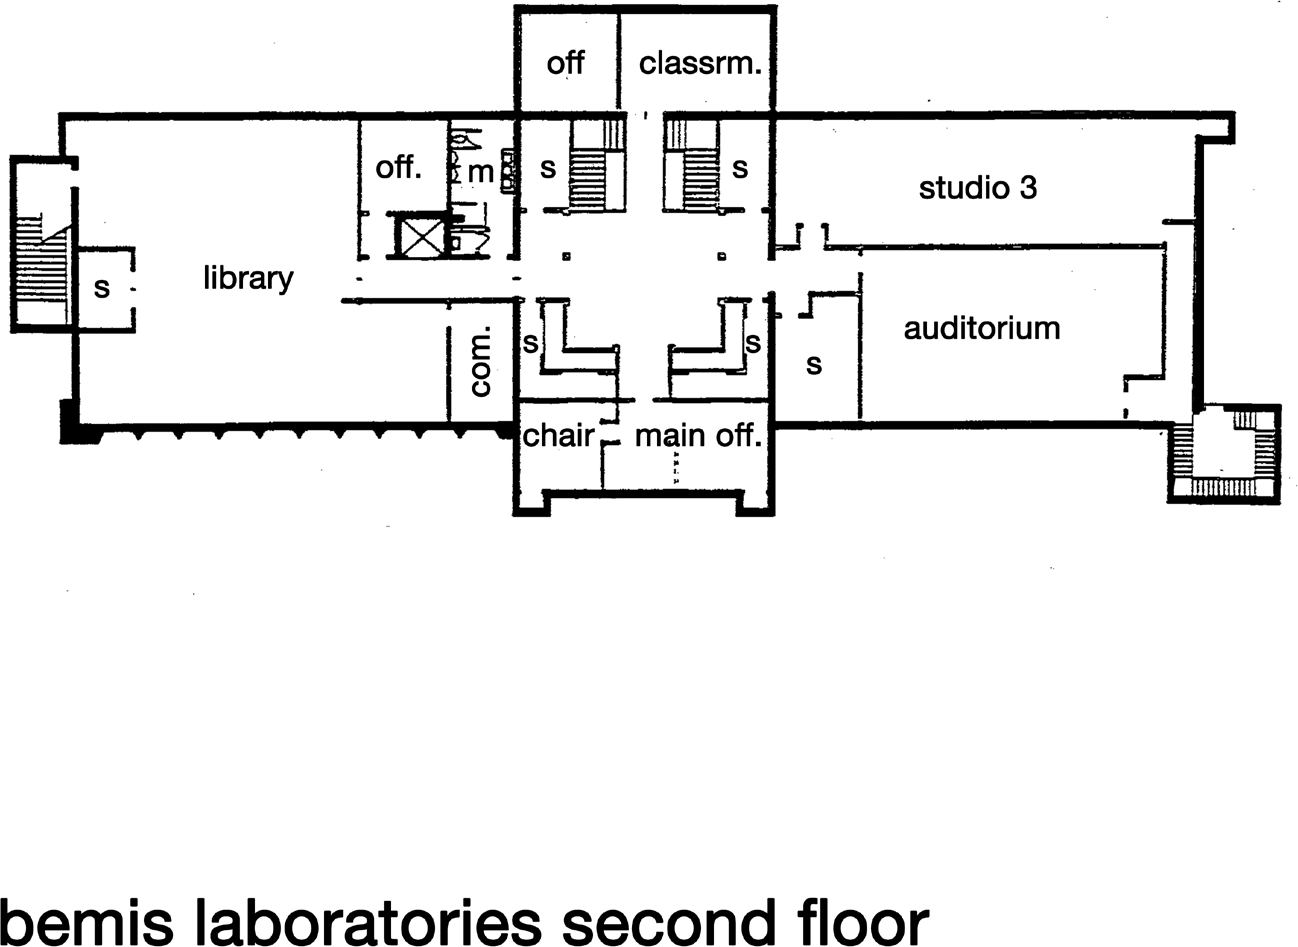 off
classrm.
off.
m
s
s
studio 3
library
s
s
s
com.
auditorium
s
chair
main off.
bemis laboratories second floor